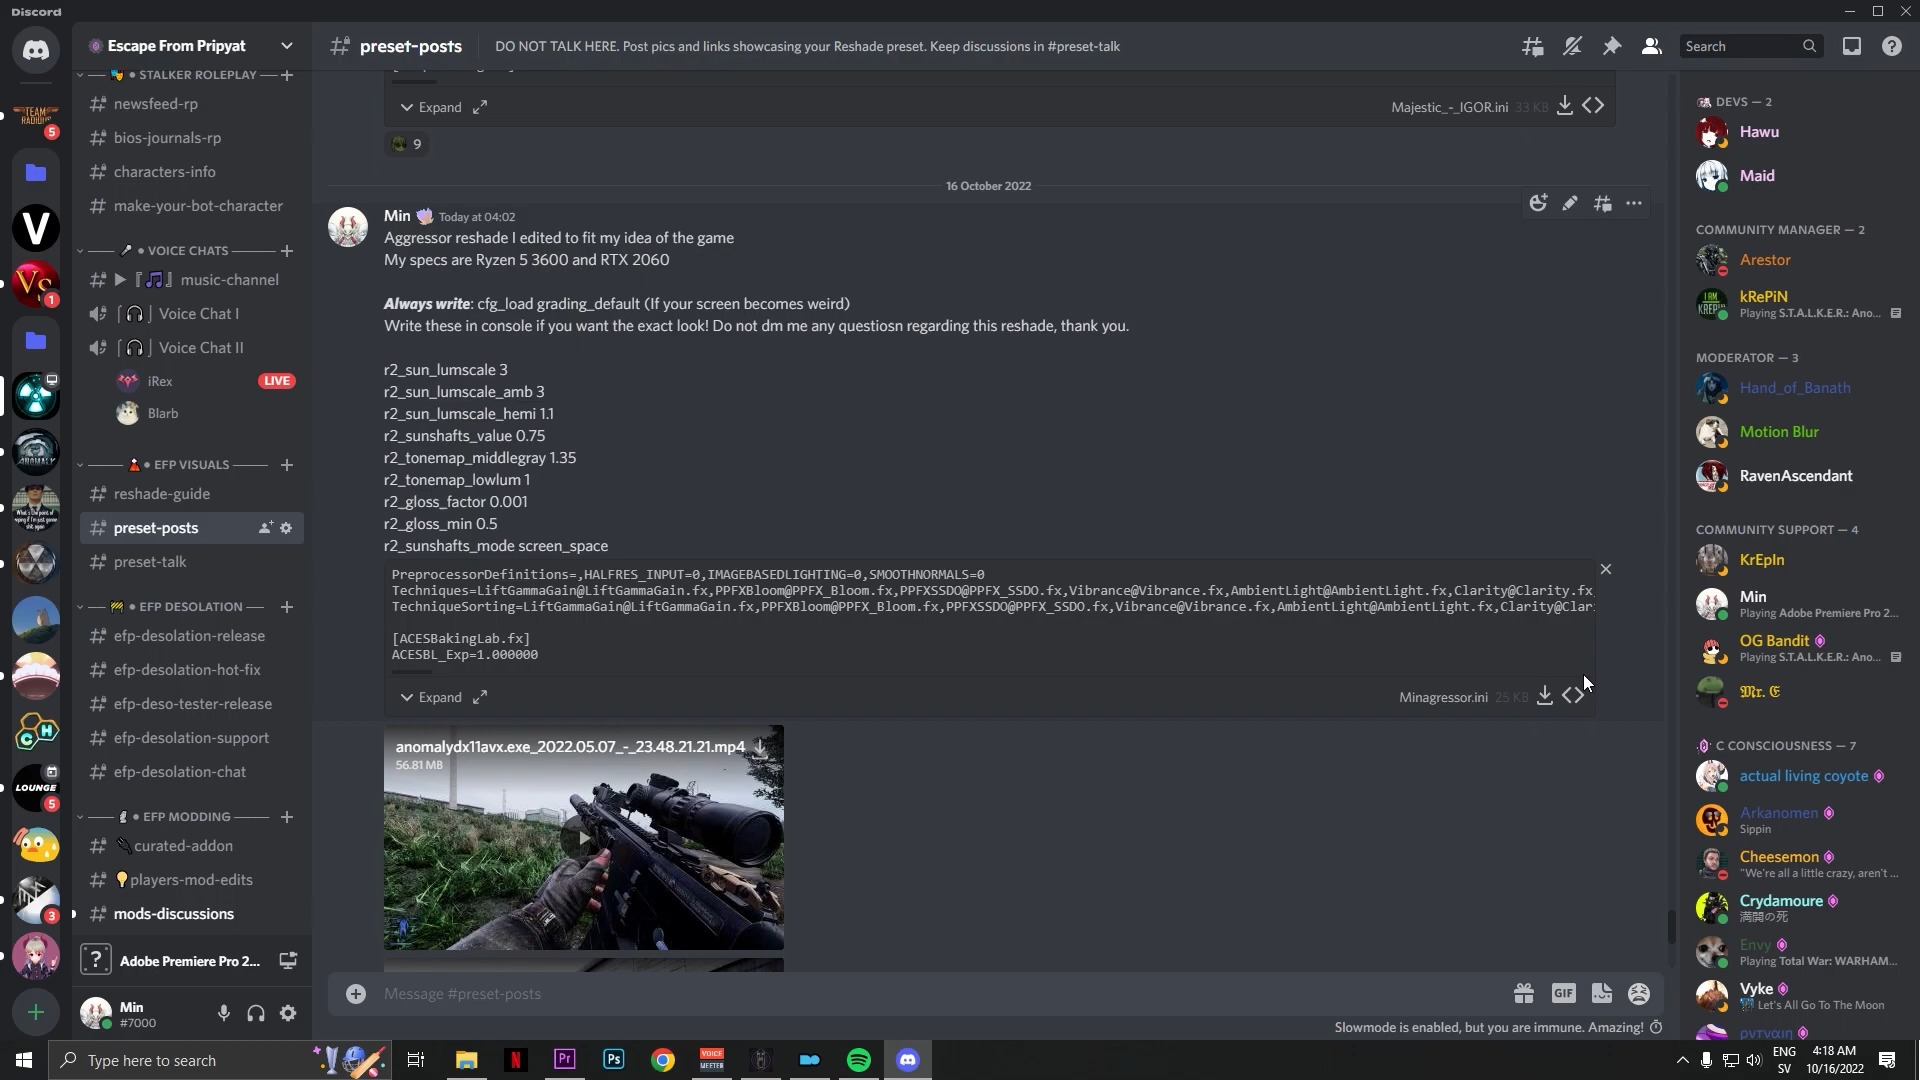 Discord
Escape From Pripyat
preset-posts
DO NOT TALK HERE. Post pics and links showcasing your Reshade preset. Keep discussions in #preset-talk
Search
STALKER ROLEPLAY
newsfeed-rp
bios-journals-rp
characters-info
make-your-bot-character
VOICE CHATS
music-channel
Voice Chat I
Voice Chat II
iRex
LIVE
Blarb
EFP VISUALS
reshade-guide
preset-posts
preset-talk
EFP DESOLATION
efp-desolation-release
efp-desolation-hot-fix
efp-deso-tester-release
efp-desolation-support
efp-desolation-chat
EFP MODDING
curated-addon
players-mod-edits
mods-discussions
Adobe Premiere Pro 2...
Min
#7000
TEAM
5
V
VS
1
ANOMALY
LOUNGE
5
3
Expand
Majestic_-_IGOR.ini 33 KB
9
16 October 2022
Min Today at 04:02
Aggressor reshade I edited to fit my idea of the game
My specs are Ryzen 5 3600 and RTX 2060
Always write: cfg_load grading_default (If your screen becomes weird)
Write these in console if you want the exact look! Do not dm me any questiosn regarding this reshade, thank you.
r2_sun_lumscale 3
r2_sun_lumscale_amb 3
r2_sun_lumscale_hemi 1.1
r2_sunshafts_value 0.75
r2_tonemap_middlegray 1.35
r2_tonemap_lowlum 1
r2_gloss_factor 0.001
r2_gloss_min 0.5
r2_sunshafts_mode screen_space
PreprocessorDefinitions=,HALFRES_INPUT=0,IMAGEBASEDLIGHTING=0,SMOOTHNORMALS=0
Techniques=LiftGammaGain@LiftGammaGain.fx,PPFXBloom@PPFX_Bloom.fx,PPFXSSDO@PPFX_SSDO.fx,Vibrance@Vibrance.fx,AmbientLight@AmbientLight.fx,Clarity@Clarity.fx,
TechniqueSorting=LiftGammaGain@LiftGammaGain.fx,PPFXBloom@PPFX_Bloom.fx,PPFXSSDO@PPFX_SSDO.fx,Vibrance@Vibrance.fx,AmbientLight@AmbientLight.fx,Clarity@Clar
[ACESBakingLab.fx]
ACESBL_Exp=1.000000
Expand
Minagressor.ini 25 KB
anomalydx11avx.exe_2022.05.07_-_23.48.21.21.mp4
56.81 MB
Message #preset-posts
GIF
Slowmode is enabled, but you are immune. Amazing!
DEVS — 2
Hawu
Maid
COMMUNITY MANAGER — 2
Arestor
kRePiN
Playing S.T.A.L.K.E.R.: Ano...
MODERATOR — 3
Hand_of_Banath
Motion Blur
RavenAscendant
COMMUNITY SUPPORT — 4
KrEpIn
Min
Playing Adobe Premiere Pro 2...
OG Bandit
Playing S.T.A.L.K.E.R.: Ano...
𝕸𝖗. 𝕰
C CONSCIOUSNESS — 7
actual living coyote
Arkanomen
Sippin
Cheesemon
"We're all a little crazy, aren't ...
Crydamoure
満開の死
Envy
Playing Total War: WARHAM...
Vyke
Let's All Go To The Moon
Type here to search
Pr
Ps
VOICE
MEETER
ENG
SV
4:18 AM
10/16/2022